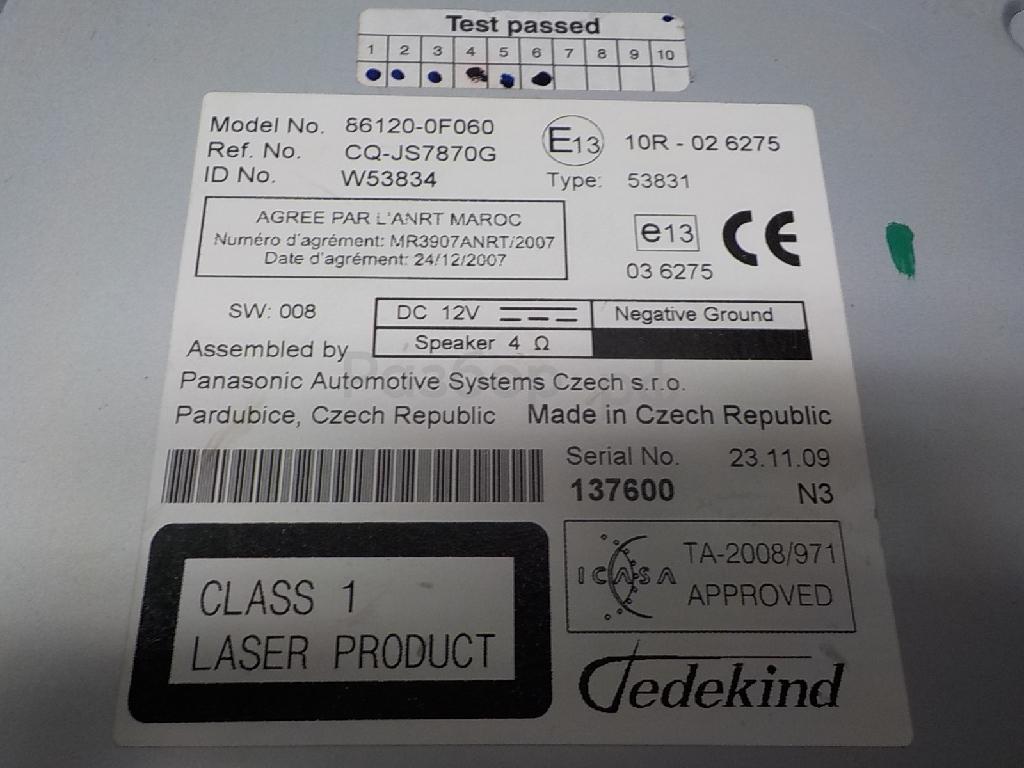 Test passed
1 2 3 4 5 6 7 8 9 10
Model No. 86120-0F060
Ref. No. CQ-JS7870G
ID No. W53834
E13 10R - 02 6275
Type: 53831
AGREE PAR L'ANRT MAROC
Numéro d'agrément: MR3907ANRT/2007
Date d'agrément: 24/12/2007
e13 CE
03 6275
SW: 008
DC 12V Negative Ground
Speaker 4 Ω
Assembled by
Panasonic Automotive Systems Czech s.r.o.
Pardubice, Czech Republic Made in Czech Republic
Serial No. 23.11.09
137600 N3
CLASS 1
LASER PRODUCT
ICASA TA-2008/971
APPROVED
Jedekind